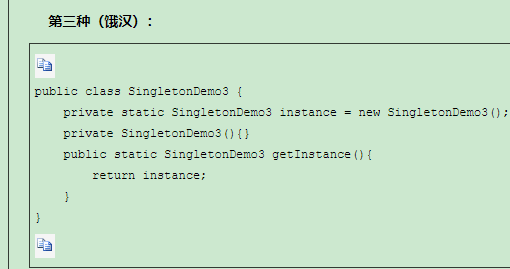 第三种（饿汉）：
public class SingletonDemo3 {
    private static SingletonDemo3 instance = new SingletonDemo3();
    private SingletonDemo3(){}
    public static SingletonDemo3 getInstance(){
        return instance;
    }
}